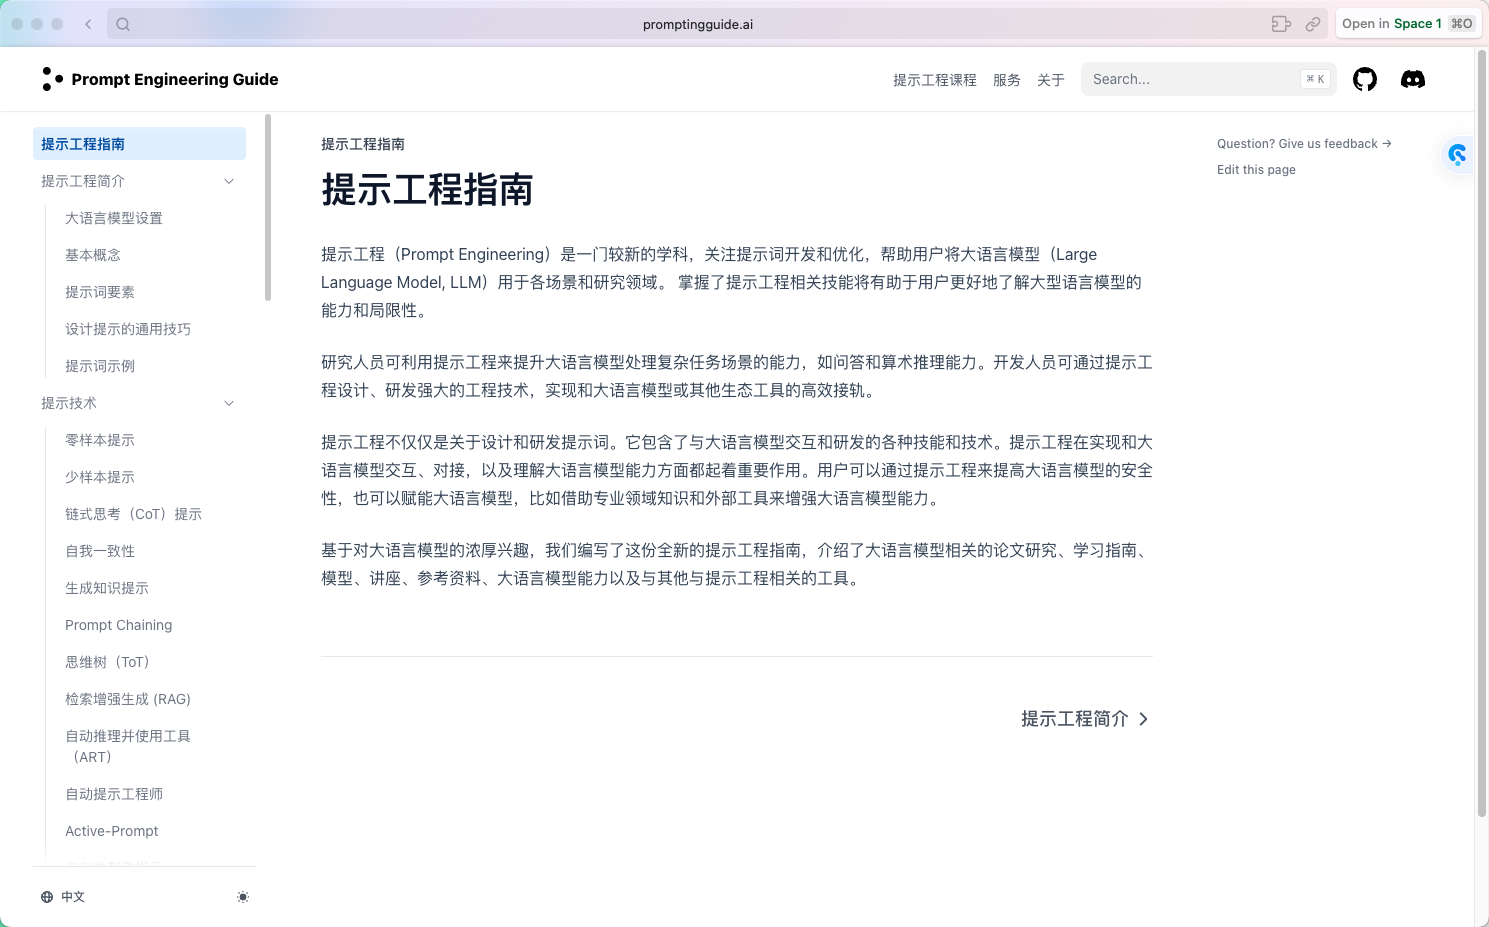 promptingguide.ai
Open in Space 1 ⌘O
Prompt Engineering Guide
提示工程课程 服务 关于 Search... ⌘ K
提示工程指南
提示工程简介
大语言模型设置
基本概念
提示词要素
设计提示的通用技巧
提示词示例
提示技术
零样本提示
少样本提示
链式思考（CoT）提示
自我一致性
生成知识提示
Prompt Chaining
思维树（ToT）
检索增强生成 (RAG)
自动推理并使用工具
（ART）
自动提示工程师
Active-Prompt
中文
提示工程指南
提示工程指南
提示工程（Prompt Engineering）是一门较新的学科，关注提示词开发和优化，帮助用户将大语言模型（Large
Language Model, LLM）用于各场景和研究领域。 掌握了提示工程相关技能将有助于用户更好地了解大型语言模型的
能力和局限性。
研究人员可利用提示工程来提升大语言模型处理复杂任务场景的能力，如问答和算术推理能力。开发人员可通过提示工
程设计、研发强大的工程技术，实现和大语言模型或其他生态工具的高效接轨。
提示工程不仅仅是关于设计和研发提示词。它包含了与大语言模型交互和研发的各种技能和技术。提示工程在实现和大
语言模型交互、对接，以及理解大语言模型能力方面都起着重要作用。用户可以通过提示工程来提高大语言模型的安全
性，也可以赋能大语言模型，比如借助专业领域知识和外部工具来增强大语言模型能力。
基于对大语言模型的浓厚兴趣，我们编写了这份全新的提示工程指南，介绍了大语言模型相关的论文研究、学习指南、
模型、讲座、参考资料、大语言模型能力以及与其他与提示工程相关的工具。
提示工程简介
Question? Give us feedback →
Edit this page